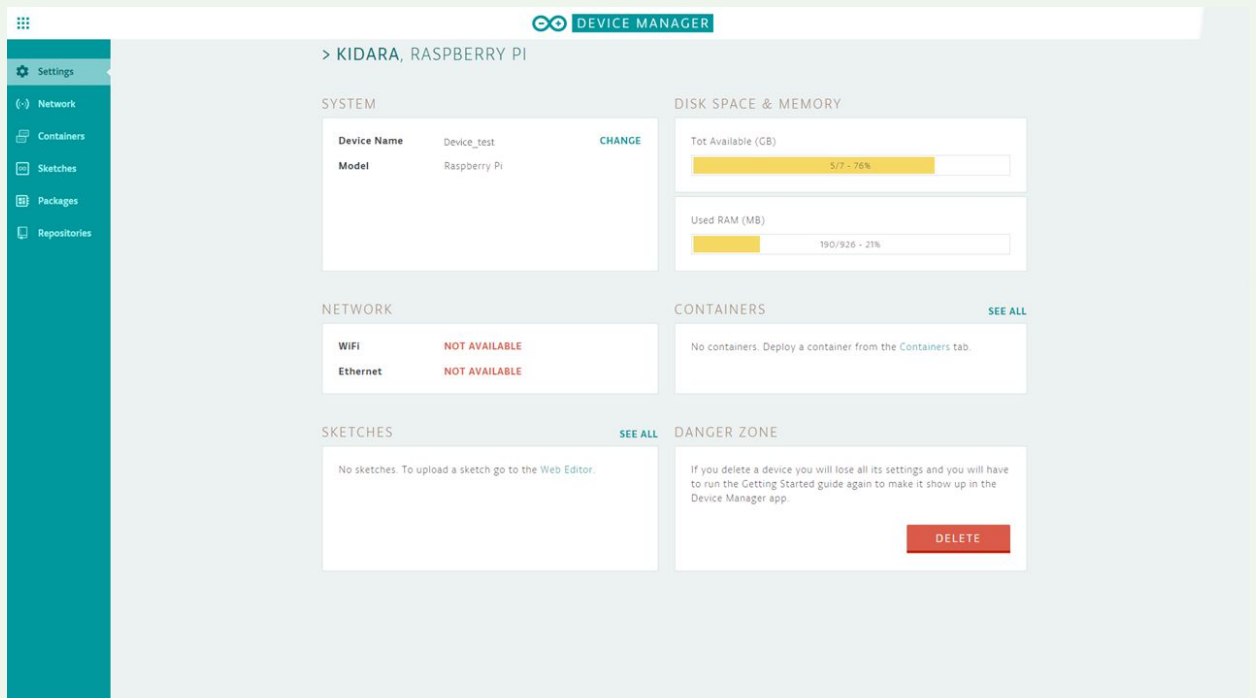 DEVICE MANAGER
> KIDARA, RASPBERRY PI
Settings
Network
Containers
Sketches
Packages
Repositories
SYSTEM
Device Name Device_test CHANGE
Model Raspberry Pi
DISK SPACE & MEMORY
Tot Available (GB)
5/7 - 76%
Used RAM (MB)
190/926 - 21%
NETWORK
WiFi NOT AVAILABLE
Ethernet NOT AVAILABLE
CONTAINERS SEE ALL
No containers. Deploy a container from the Containers tab.
SKETCHES SEE ALL
No sketches. To upload a sketch go to the Web Editor.
DANGER ZONE
If you delete a device you will lose all its settings and you will have
to run the Getting Started guide again to make it show up in the
Device Manager app.
DELETE